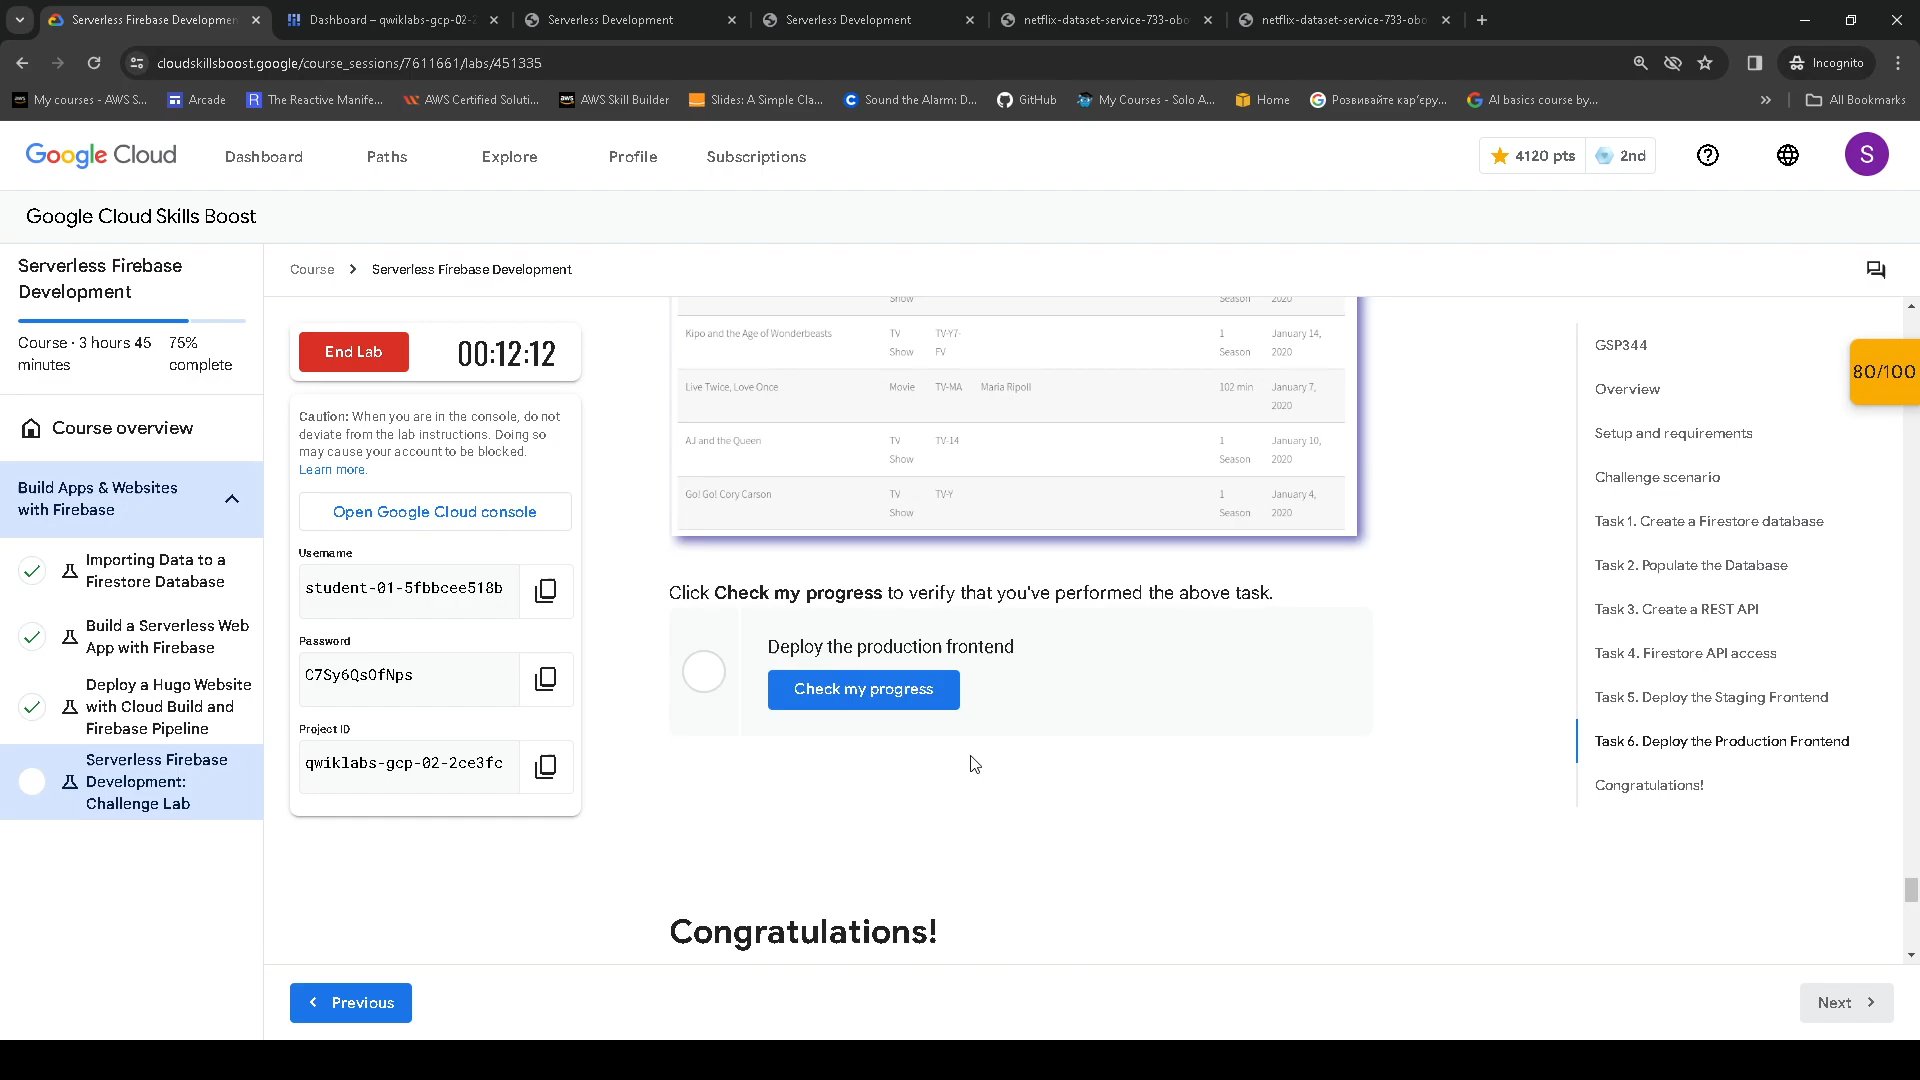 Serverless Firebase Developmen
Dashboard – qwiklabs-gcp-02-2
Serverless Development
Serverless Development
netflix-dataset-service-733-obo
netflix-dataset-service-733-obo
cloudskillsboost.google/course_sessions/7611661/labs/451335
Incognito
My courses - AWS S...
Arcade
The Reactive Manife...
AWS Certified Soluti...
AWS Skill Builder
Slides: A Simple Cla...
Sound the Alarm: D...
GitHub
My Courses - Solo A...
Home
Розвивайте кар'єру...
AI basics course by...
All Bookmarks
Google Cloud
Dashboard
Paths
Explore
Profile
Subscriptions
4120 pts
2nd
S
Google Cloud Skills Boost
Serverless Firebase
Development
Course · 3 hours 45
minutes
75%
complete
Course overview
Build Apps & Websites
with Firebase
Importing Data to a
Firestore Database
Build a Serverless Web
App with Firebase
Deploy a Hugo Website
with Cloud Build and
Firebase Pipeline
Serverless Firebase
Development:
Challenge Lab
Course > Serverless Firebase Development
End Lab
00:12:12
Caution: When you are in the console, do not
deviate from the lab instructions. Doing so
may cause your account to be blocked.
Learn more.
Open Google Cloud console
Username
student-01-5fbbcee518b
Password
C7Sy6QsOfNps
Project ID
qwiklabs-gcp-02-2ce3fc
Show Season 2020
Kipo and the Age of Wonderbeasts TV TV-Y7- 1 January 14,
Show FV Season 2020
Live Twice, Love Once Movie TV-MA Maria Ripoll 102 min January 7,
2020
AJ and the Queen TV TV-14 1 January 10,
Show Season 2020
Go! Go! Cory Carson TV TV-Y 1 January 4,
Show Season 2020
Click Check my progress to verify that you've performed the above task.
Deploy the production frontend
Check my progress
Congratulations!
GSP344
Overview
Setup and requirements
Challenge scenario
Task 1. Create a Firestore database
Task 2. Populate the Database
Task 3. Create a REST API
Task 4. Firestore API access
Task 5. Deploy the Staging Frontend
Task 6. Deploy the Production Frontend
Congratulations!
80/100
Previous
Next